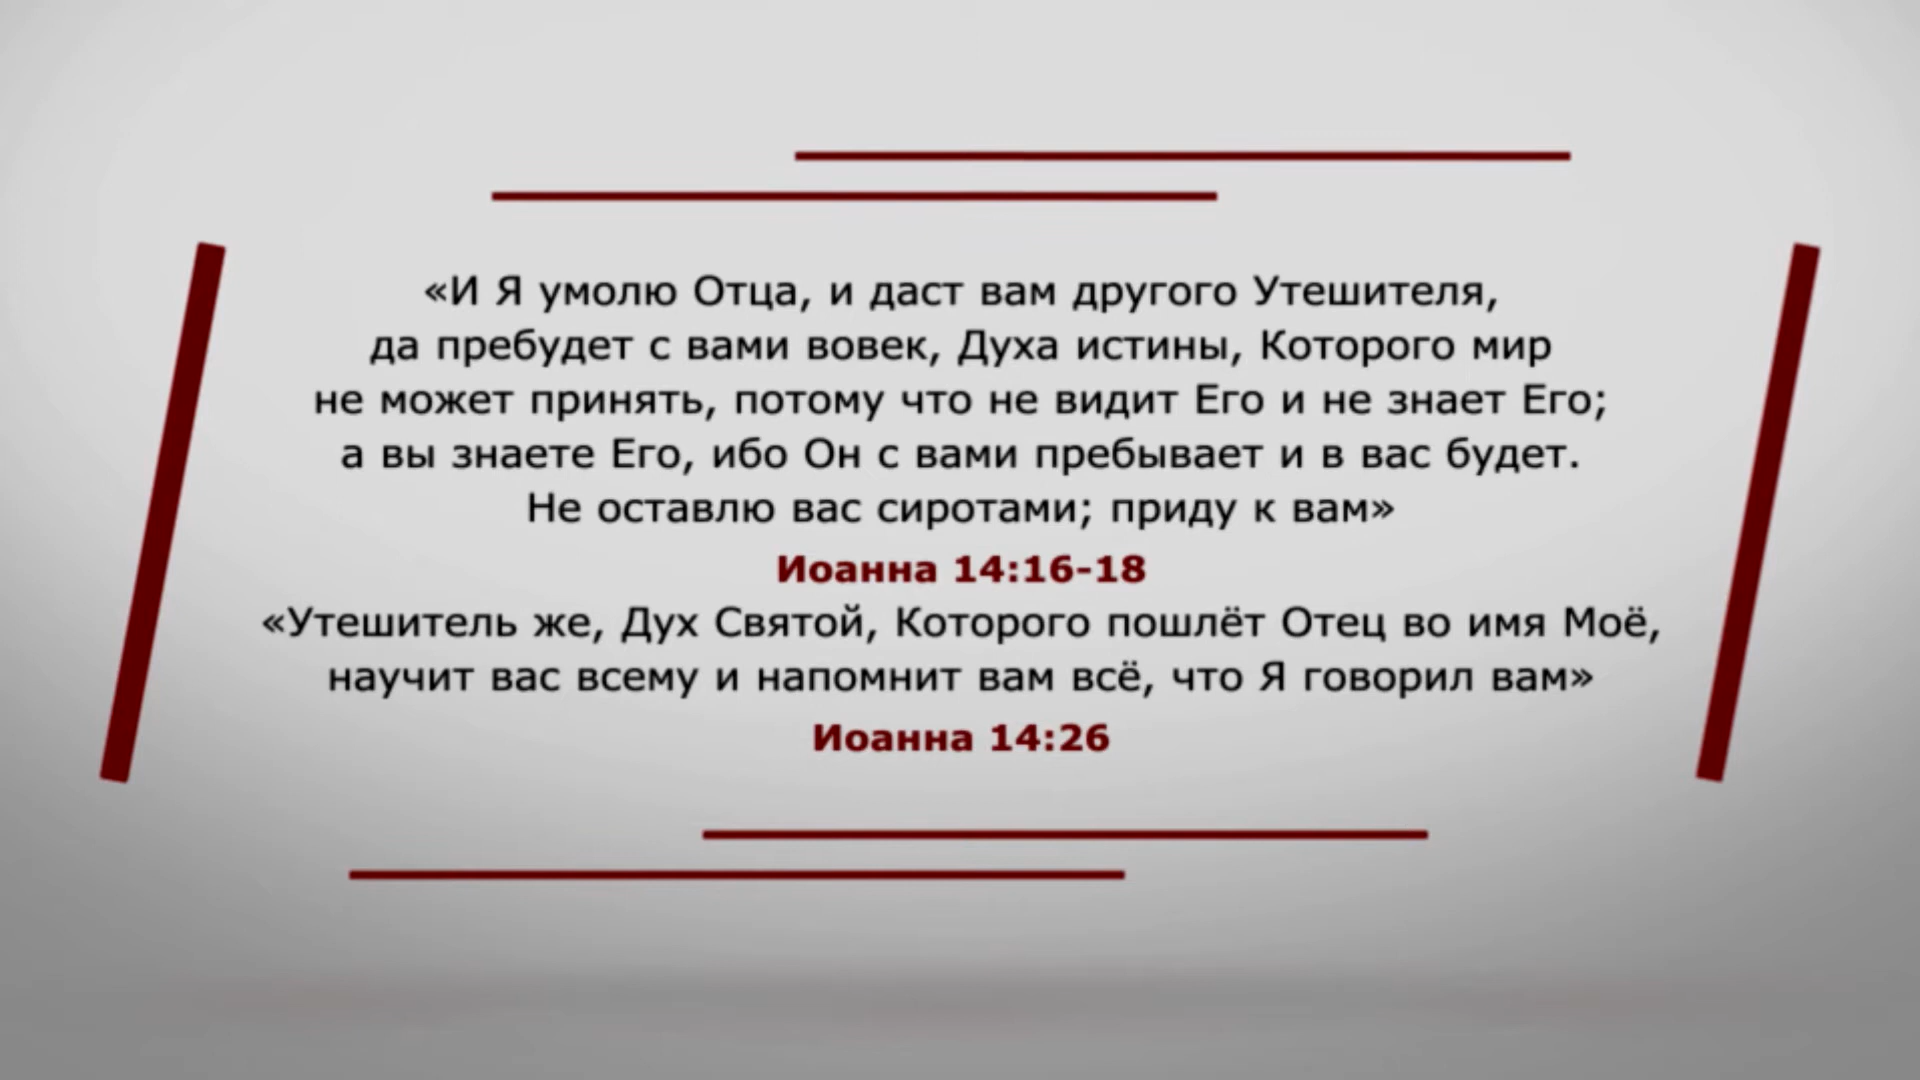 «И Я умолю Отца, и даст вам другого Утешителя,
да пребудет с вами вовек, Духа истины, Которого мир
не может принять, потому что не видит Его и не знает Его;
а вы знаете Его, ибо Он с вами пребывает и в вас будет.
Не оставлю вас сиротами; приду к вам»
Иоанна 14:16-18
«Утешитель же, Дух Святой, Которого пошлёт Отец во имя Моё,
научит вас всему и напомнит вам всё, что Я говорил вам»
Иоанна 14:26